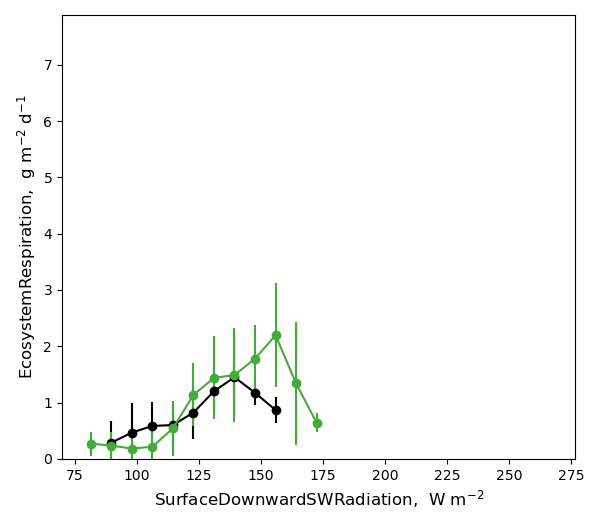 7
6
5
4
3
2
1
0
75 100 125 150 175 200 225 250 275
EcosystemRespiration, g m⁻² d⁻¹
SurfaceDownwardSWRadiation, W m⁻²